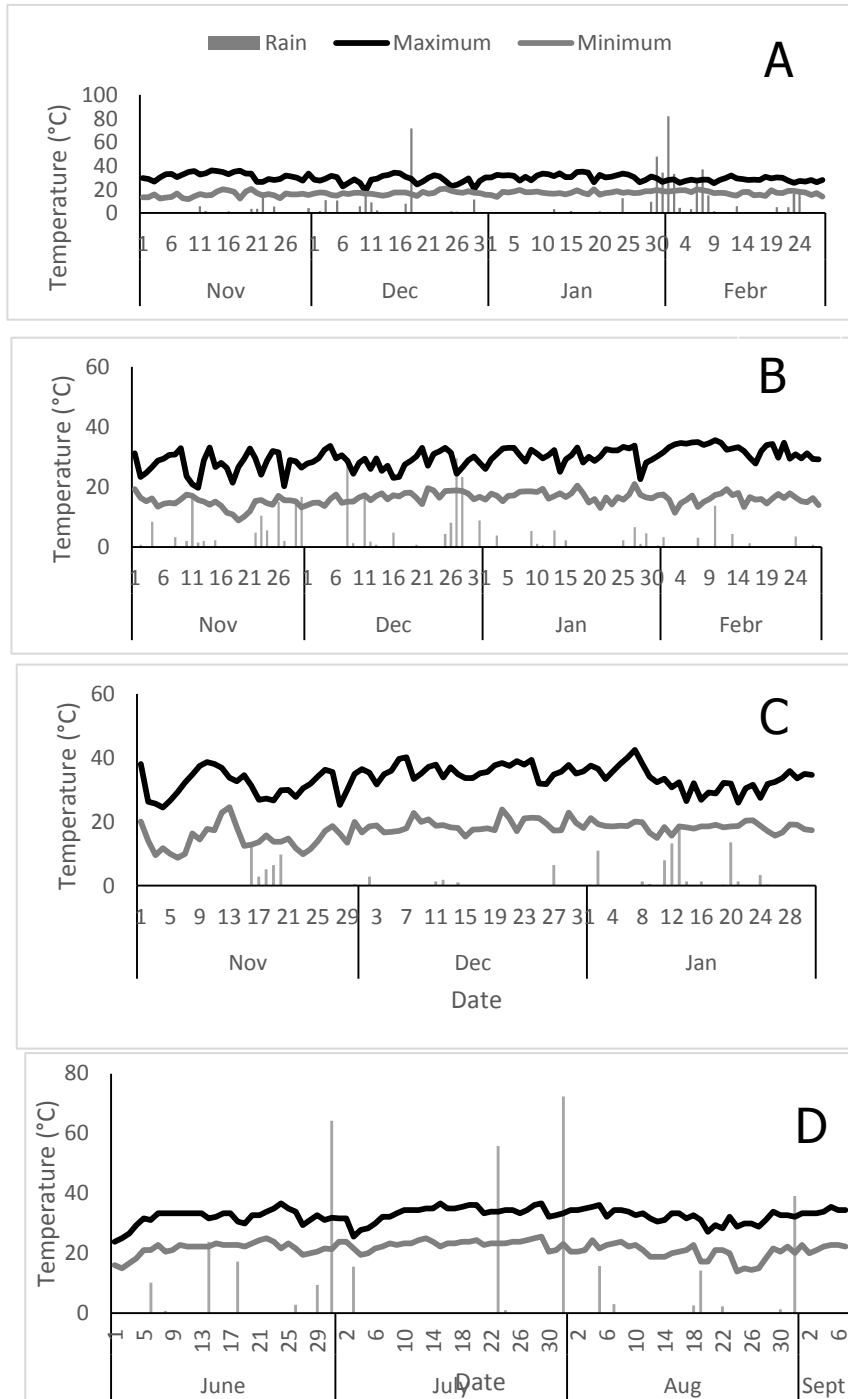 Rain Maximum Minimum
A
Temperature (°C)
100
80
60
40
20
0
1 6 11 16 21 26 1 6 11 16 21 26 31 5 10 15 20 25 30 4 9 14 19 24
Nov Dec Jan Febr
B
Temperature (°C)
60
40
20
0
1 6 11 16 21 26 1 6 11 16 21 26 31 5 10 15 20 25 30 4 9 14 19 24
Nov Dec Jan Febr
C
Temperature (°C)
60
40
20
0
1 5 9 13 17 21 25 29 3 7 11 15 19 23 27 31 4 8 12 16 20 24 28
Nov Dec Jan
Date
D
Temperature (°C)
80
60
40
20
0
1 5 9 13 17 21 25 29 2 6 10 14 18 22 26 30 2 6 10 14 18 22 26 30 2 6
June July Aug Sept
Date